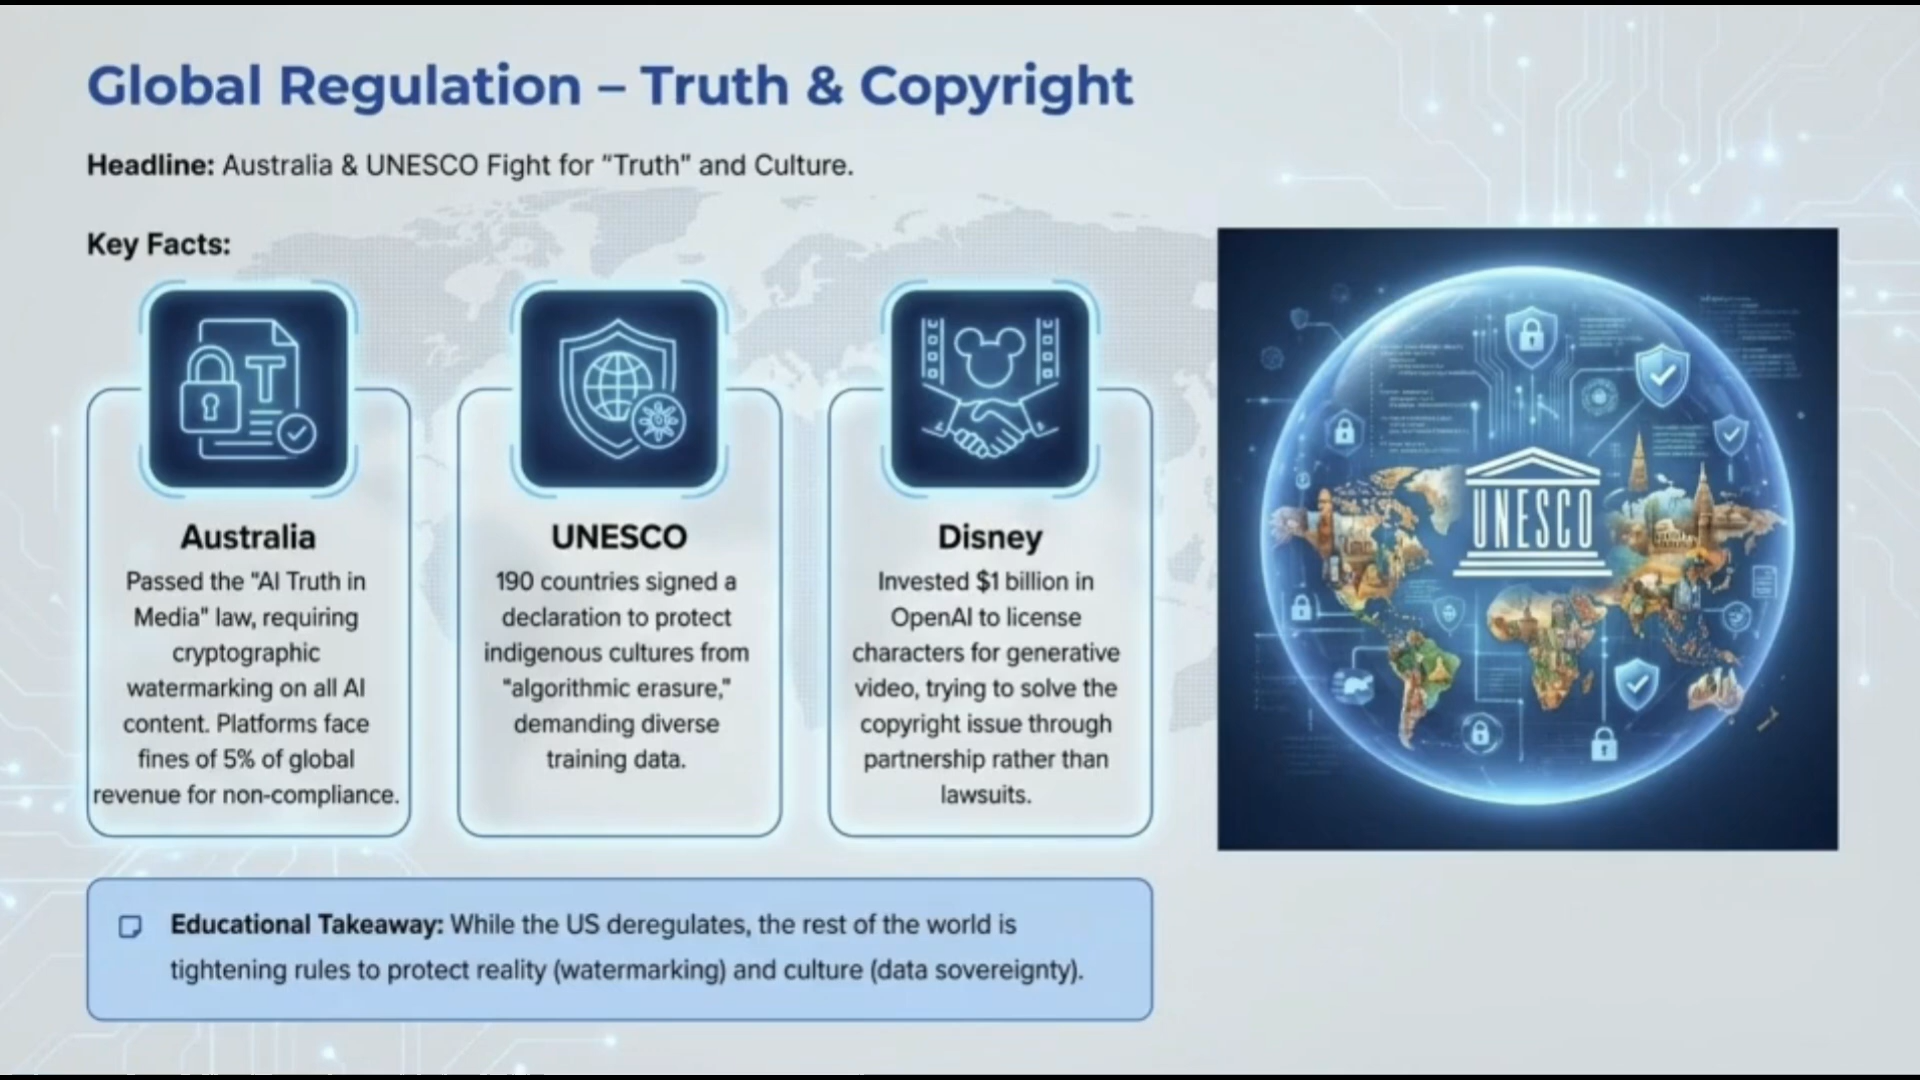 Global Regulation – Truth & Copyright
Headline: Australia & UNESCO Fight for "Truth" and Culture.
Key Facts:
Australia
Passed the "AI Truth in
Media" law, requiring
cryptographic
watermarking on all AI
content. Platforms face
fines of 5% of global
revenue for non-compliance.
UNESCO
190 countries signed a
declaration to protect
indigenous cultures from
"algorithmic erasure,"
demanding diverse
training data.
Disney
Invested $1 billion in
OpenAI to license
characters for generative
video, trying to solve the
copyright issue through
partnership rather than
lawsuits.
UNESCO
Educational Takeaway: While the US deregulates, the rest of the world is
tightening rules to protect reality (watermarking) and culture (data sovereignty).